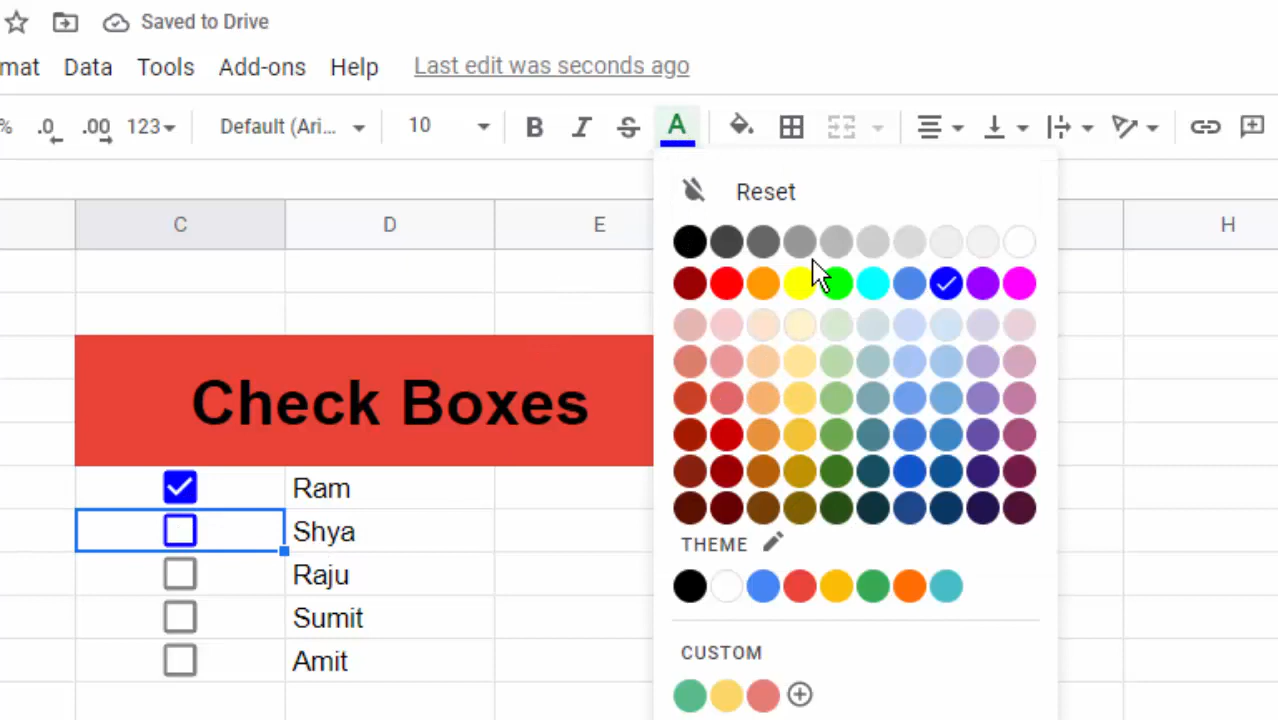 Saved to Drive
mat Data Tools Add-ons Help Last edit was seconds ago
% .0 .00 123 Default (Ari... 10 B I S A
Reset
C D E H
Check Boxes
Ram
Shya
Raju
Sumit
Amit
THEME
CUSTOM